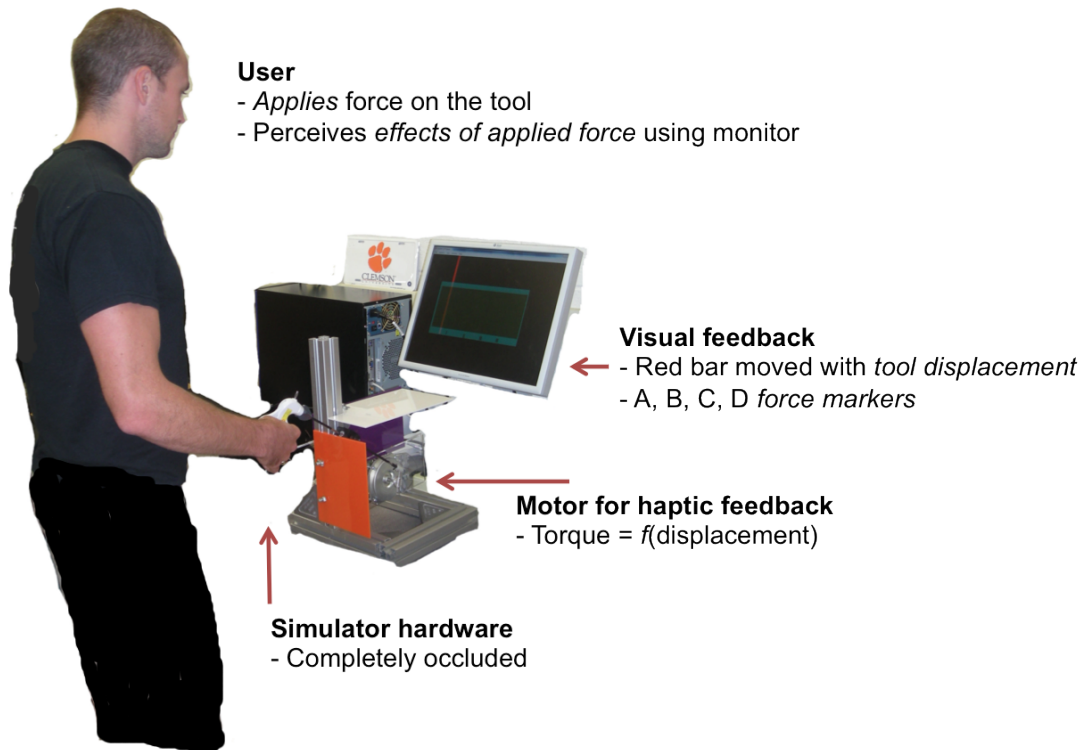 User
- Applies force on the tool
- Perceives effects of applied force using monitor
CLEMSON
Visual feedback
- Red bar moved with tool displacement
- A, B, C, D force markers
Motor for haptic feedback
- Torque = f(displacement)
Simulator hardware
- Completely occluded